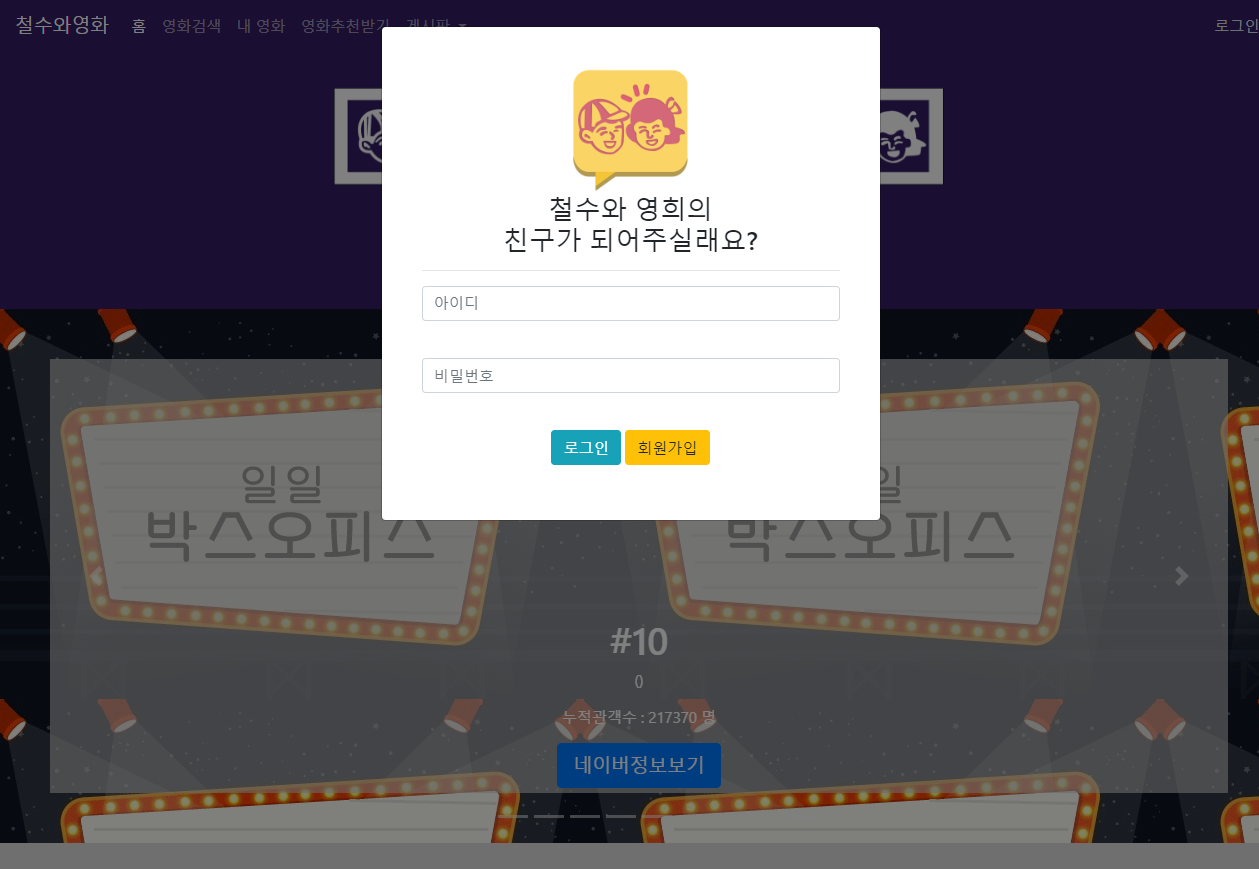 철수와영화 홈 영화검색 내 영화 영화추천받기 게시판 로그인
철수와 영희의
친구가 되어주실래요?
아이디
비밀번호
로그인 회원가입
일일 일
박스오피스 박스오피스
#10
0
누적관객수 : 217370 명
네이버정보보기